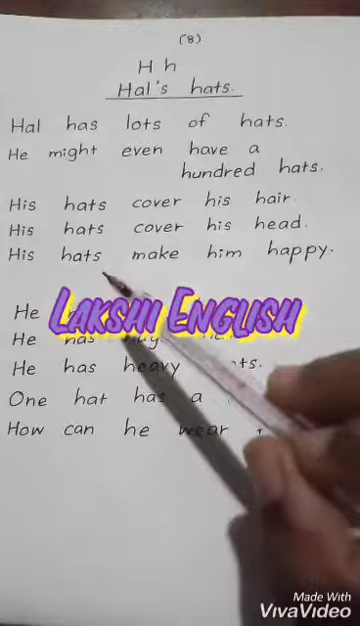 (8)
H h
Hal's hats.
Hal has lots of hats.
He might even have a
hundred hats.
His hats cover his hair.
His hats cover his head.
His hats make him happy.
He
LAKSHI ENGLISH
He has
He has heavy
One hat has a
How can he wear
Made With
VivaVideo